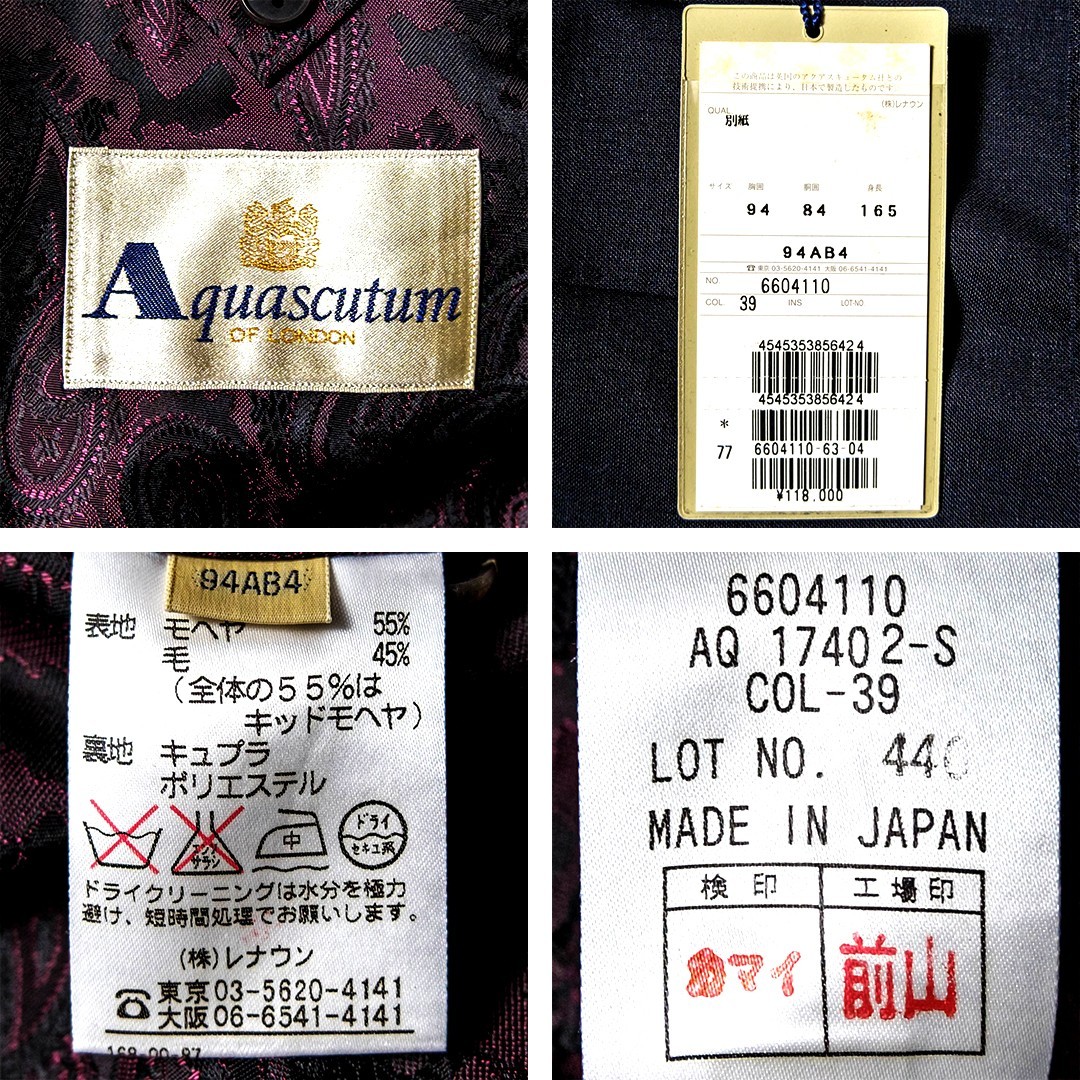 Aquascutum
OF LONDON
この商品は英国のアクアスキュータム社との
技術提携により、日本で製造したものです
(株)レナウン
QUAL
別紙
サイズ 胸囲 胴囲 身長
94 84 165
94AB4
☎東京 03-5620-4141 大阪 06-6541-4141
NO. 6604110
COL. 39 INS LOT-NO
4545353856424
4545353856424
*
77 6604110-63-04
¥118,000
94AB4
表地 モヘヤ 55%
毛 45%
(全体の55%は
キッドモヘヤ)
裏地 キュプラ
ポリエステル
エンソサラシ 中 ドライ セキユ系
ドライクリーニングは水分を極力
避け、短時間処理でお願いします。
(株)レナウン
☎東京03-5620-4141
大阪06-6541-4141
6604110
AQ 17402-S
COL-39
LOT NO. 440
MADE IN JAPAN
検印 工場印
カマイ 前山